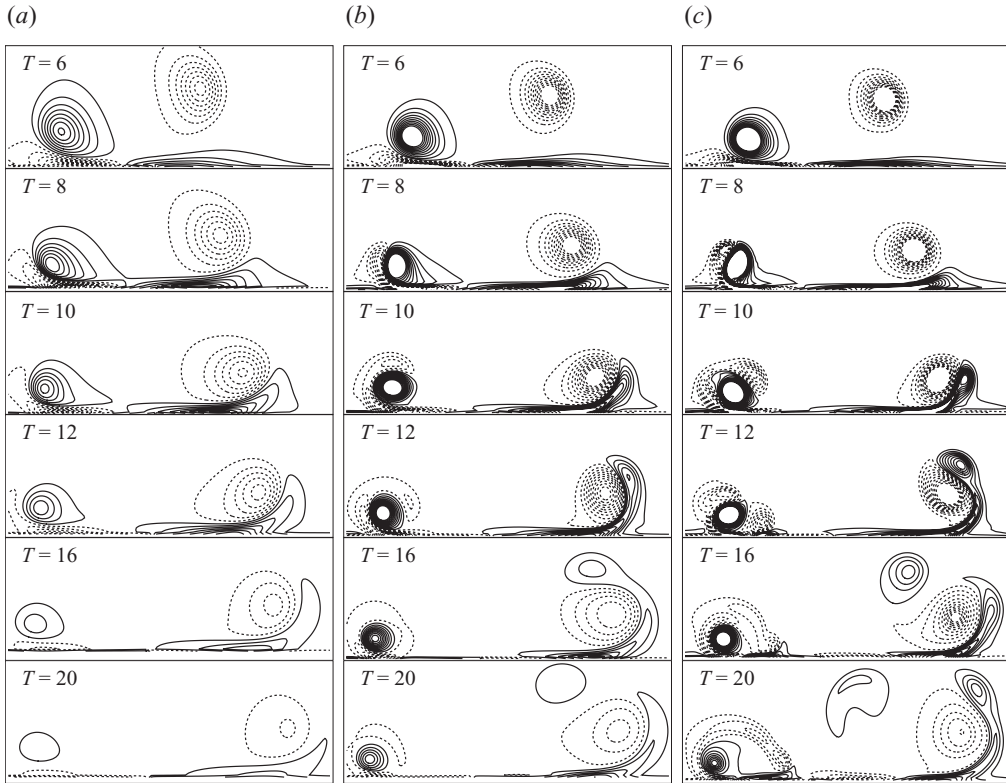 (a) (b) (c)
T = 6 T = 6 T = 6
T = 8 T = 8 T = 8
T = 10 T = 10 T = 10
T = 12 T = 12 T = 12
T = 16 T = 16 T = 16
T = 20 T = 20 T = 20